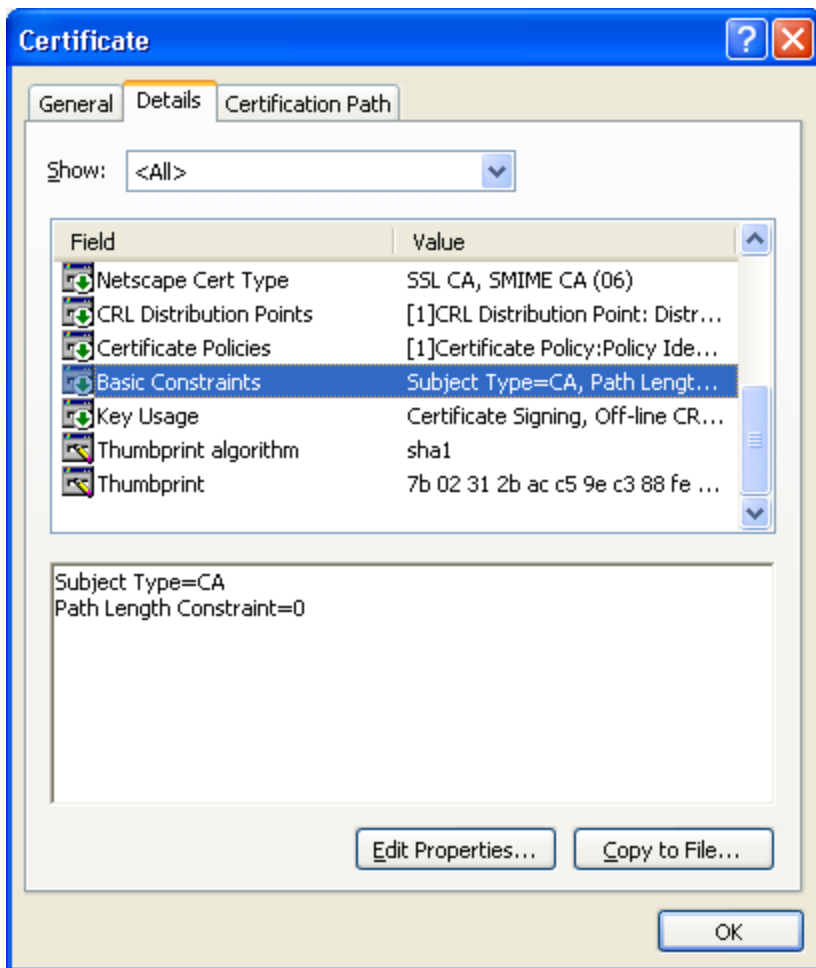 Certificate
General Details Certification Path
Show: <All>
Field Value
Netscape Cert Type SSL CA, SMIME CA (06)
CRL Distribution Points [1]CRL Distribution Point: Distr...
Certificate Policies [1]Certificate Policy:Policy Ide...
Basic Constraints Subject Type=CA, Path Lengt...
Key Usage Certificate Signing, Off-line CR...
Thumbprint algorithm sha1
Thumbprint 7b 02 31 2b ac c5 9e c3 88 fe ...
Subject Type=CA
Path Length Constraint=0
Edit Properties... Copy to File...
OK